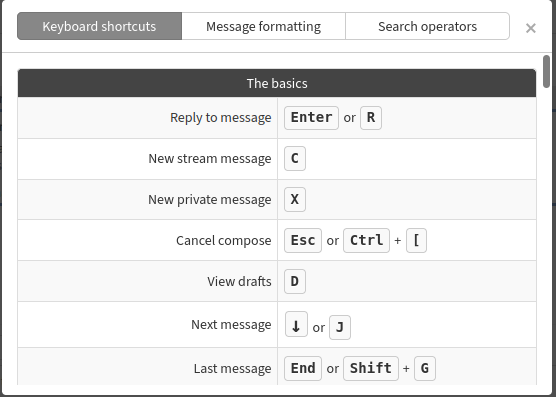 Keyboard shortcuts Message formatting Search operators ×
The basics
Reply to message Enter or R
New stream message C
New private message X
Cancel compose Esc or Ctrl + [
View drafts D
Next message ↓ or J
Last message End or Shift + G